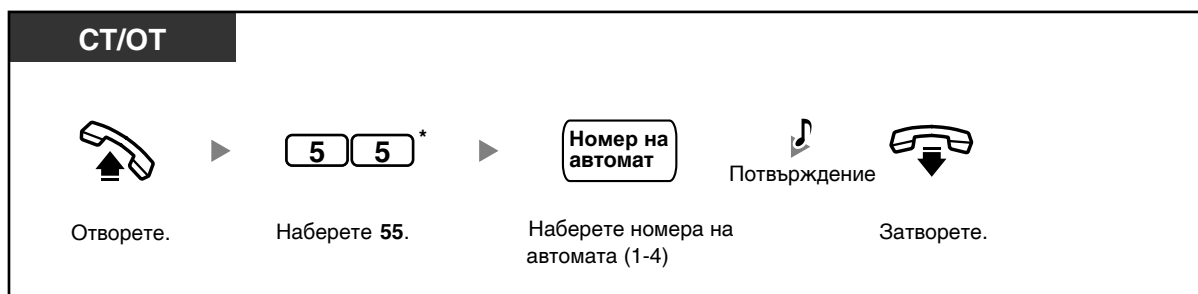 СТ/ОТ
5 5 *
Номер на
автомат
Потвърждение
Отворете.
Наберете 55.
Наберете номера на
автомата (1-4)
Затворете.